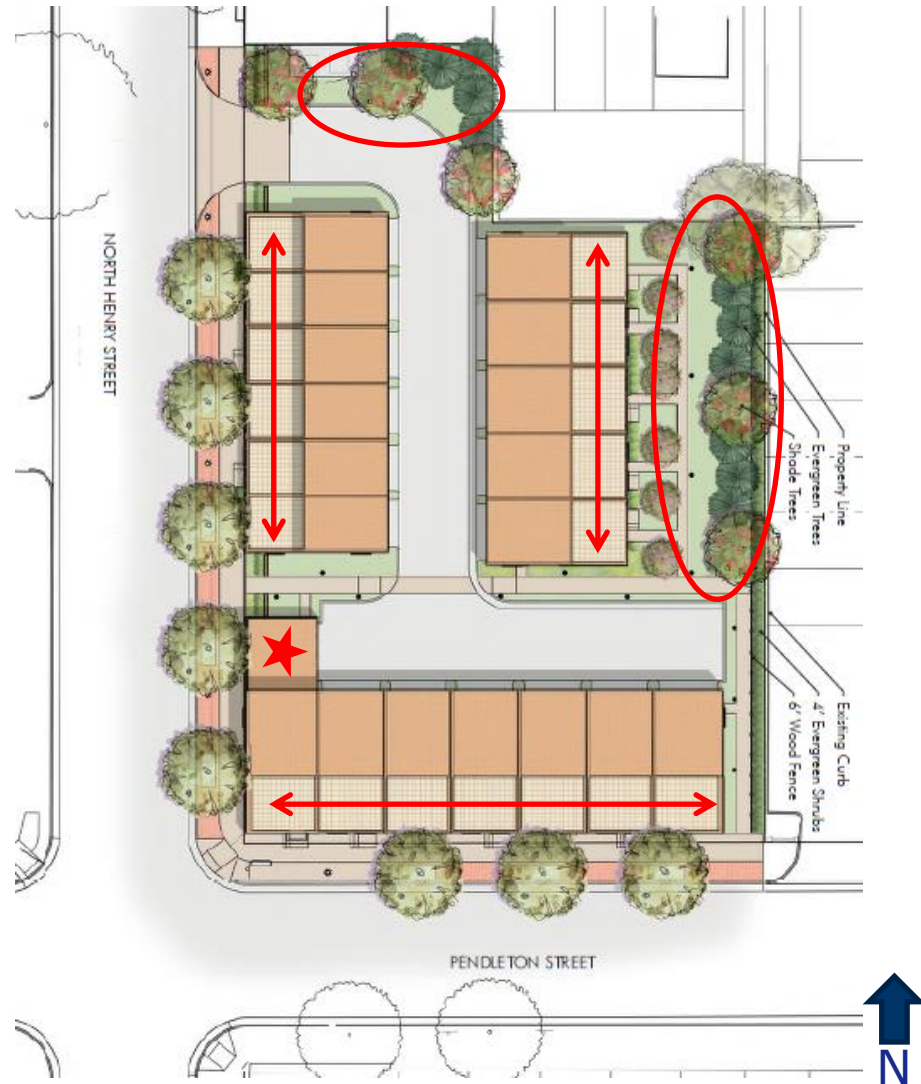 NORTH HENRY STREET
Property Line
Evergreen Trees
Shade Trees
Existing Curb
4' Evergreen Shrubs
6' Wood Fence
PENDLETON STREET
N